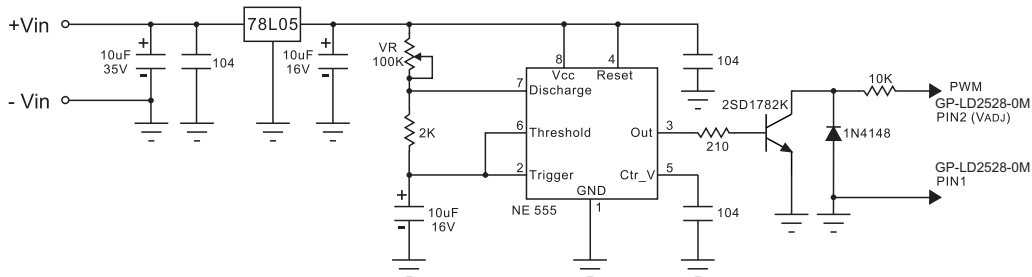 +Vin
- Vin
+
10uF
35V
-
104
78L05
+
10uF
16V
-
VR
100K
2K
+
10uF
16V
-
8
Vcc
4
Reset
7
Discharge
6
Threshold
2
Trigger
Out
3
Ctr_V
5
GND
1
NE 555
104
104
210
2SD1782K
1N4148
10K
PWM
GP-LD2528-0M
PIN2 (VADJ)
GP-LD2528-0M
PIN1